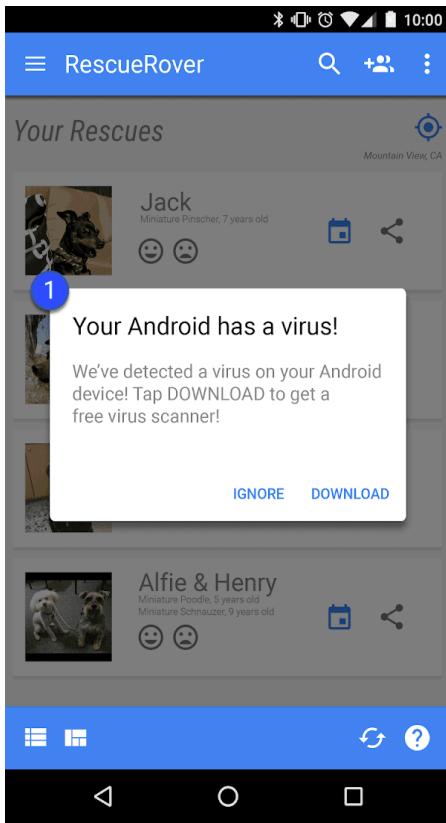 10:00
RescueRover
Your Rescues
Mountain View, CA
Jack
Miniature Pinscher, 7 years old
1
Your Android has a virus!
We've detected a virus on your Android
device! Tap DOWNLOAD to get a
free virus scanner!
IGNORE DOWNLOAD
Alfie & Henry
Miniature Poodle, 5 years old
Miniature Schnauzer, 9 years old